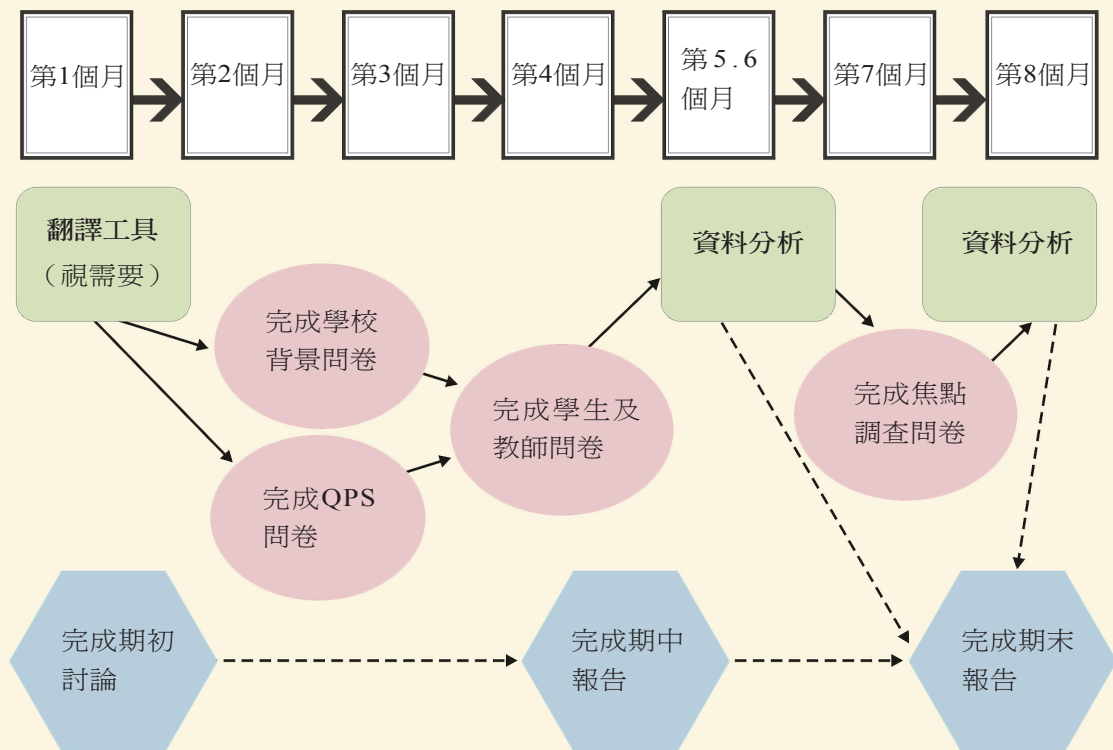 第1個月
第2個月
第3個月
第4個月
第5.6
個月
第7個月
第8個月
翻譯工具
（視需要）
資料分析
資料分析
完成學校
背景問卷
完成學生及
教師問卷
完成焦點
調查問卷
完成QPS
問卷
完成期初
討論
完成期中
報告
完成期末
報告